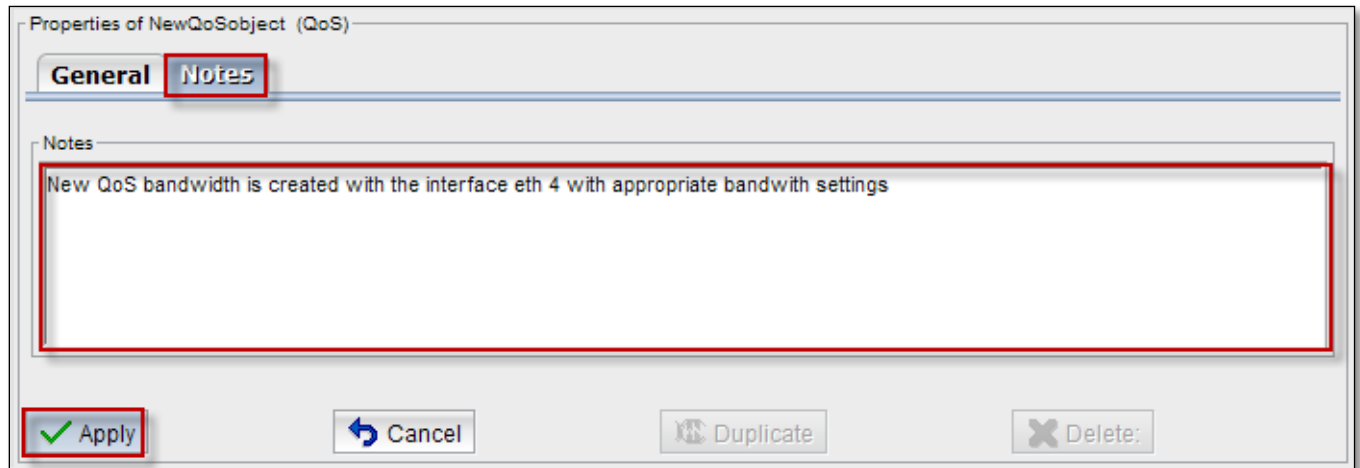 Properties of NewQoSobject (QoS)
General Notes
Notes
New QoS bandwidth is created with the interface eth 4 with appropriate bandwith settings
Apply Cancel Duplicate Delete: